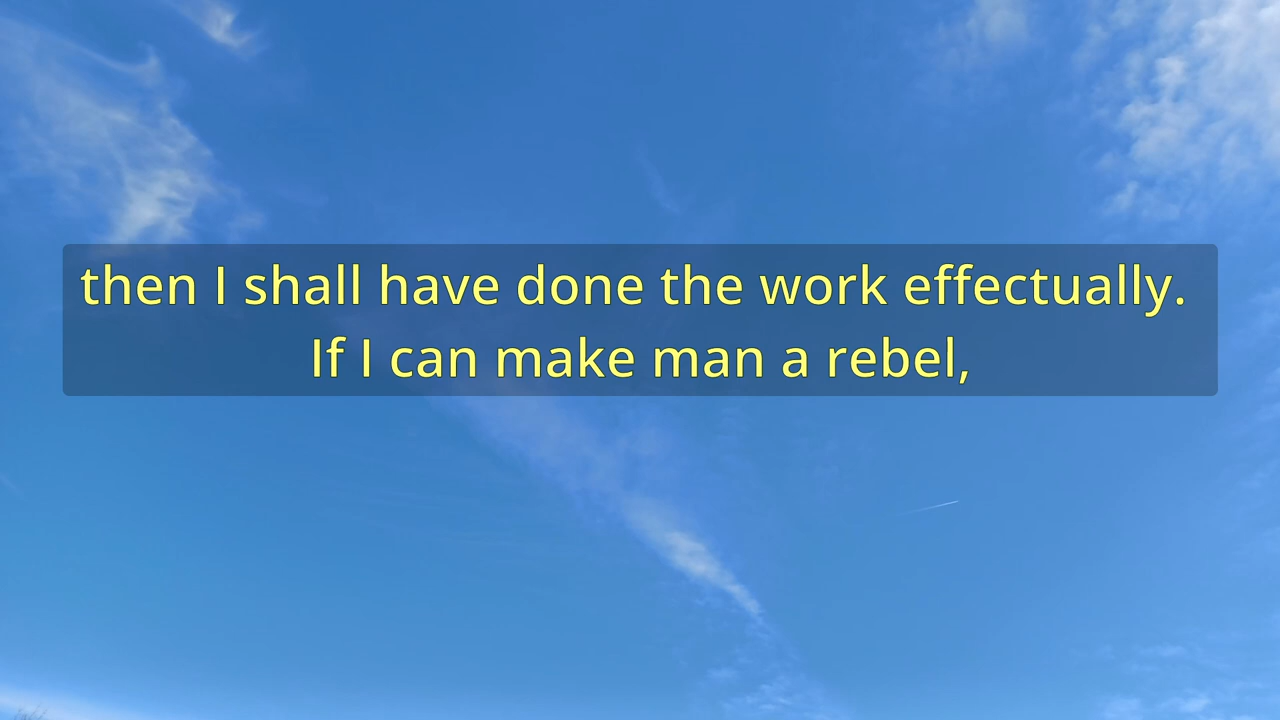 then I shall have done the work effectually.
If I can make man a rebel,